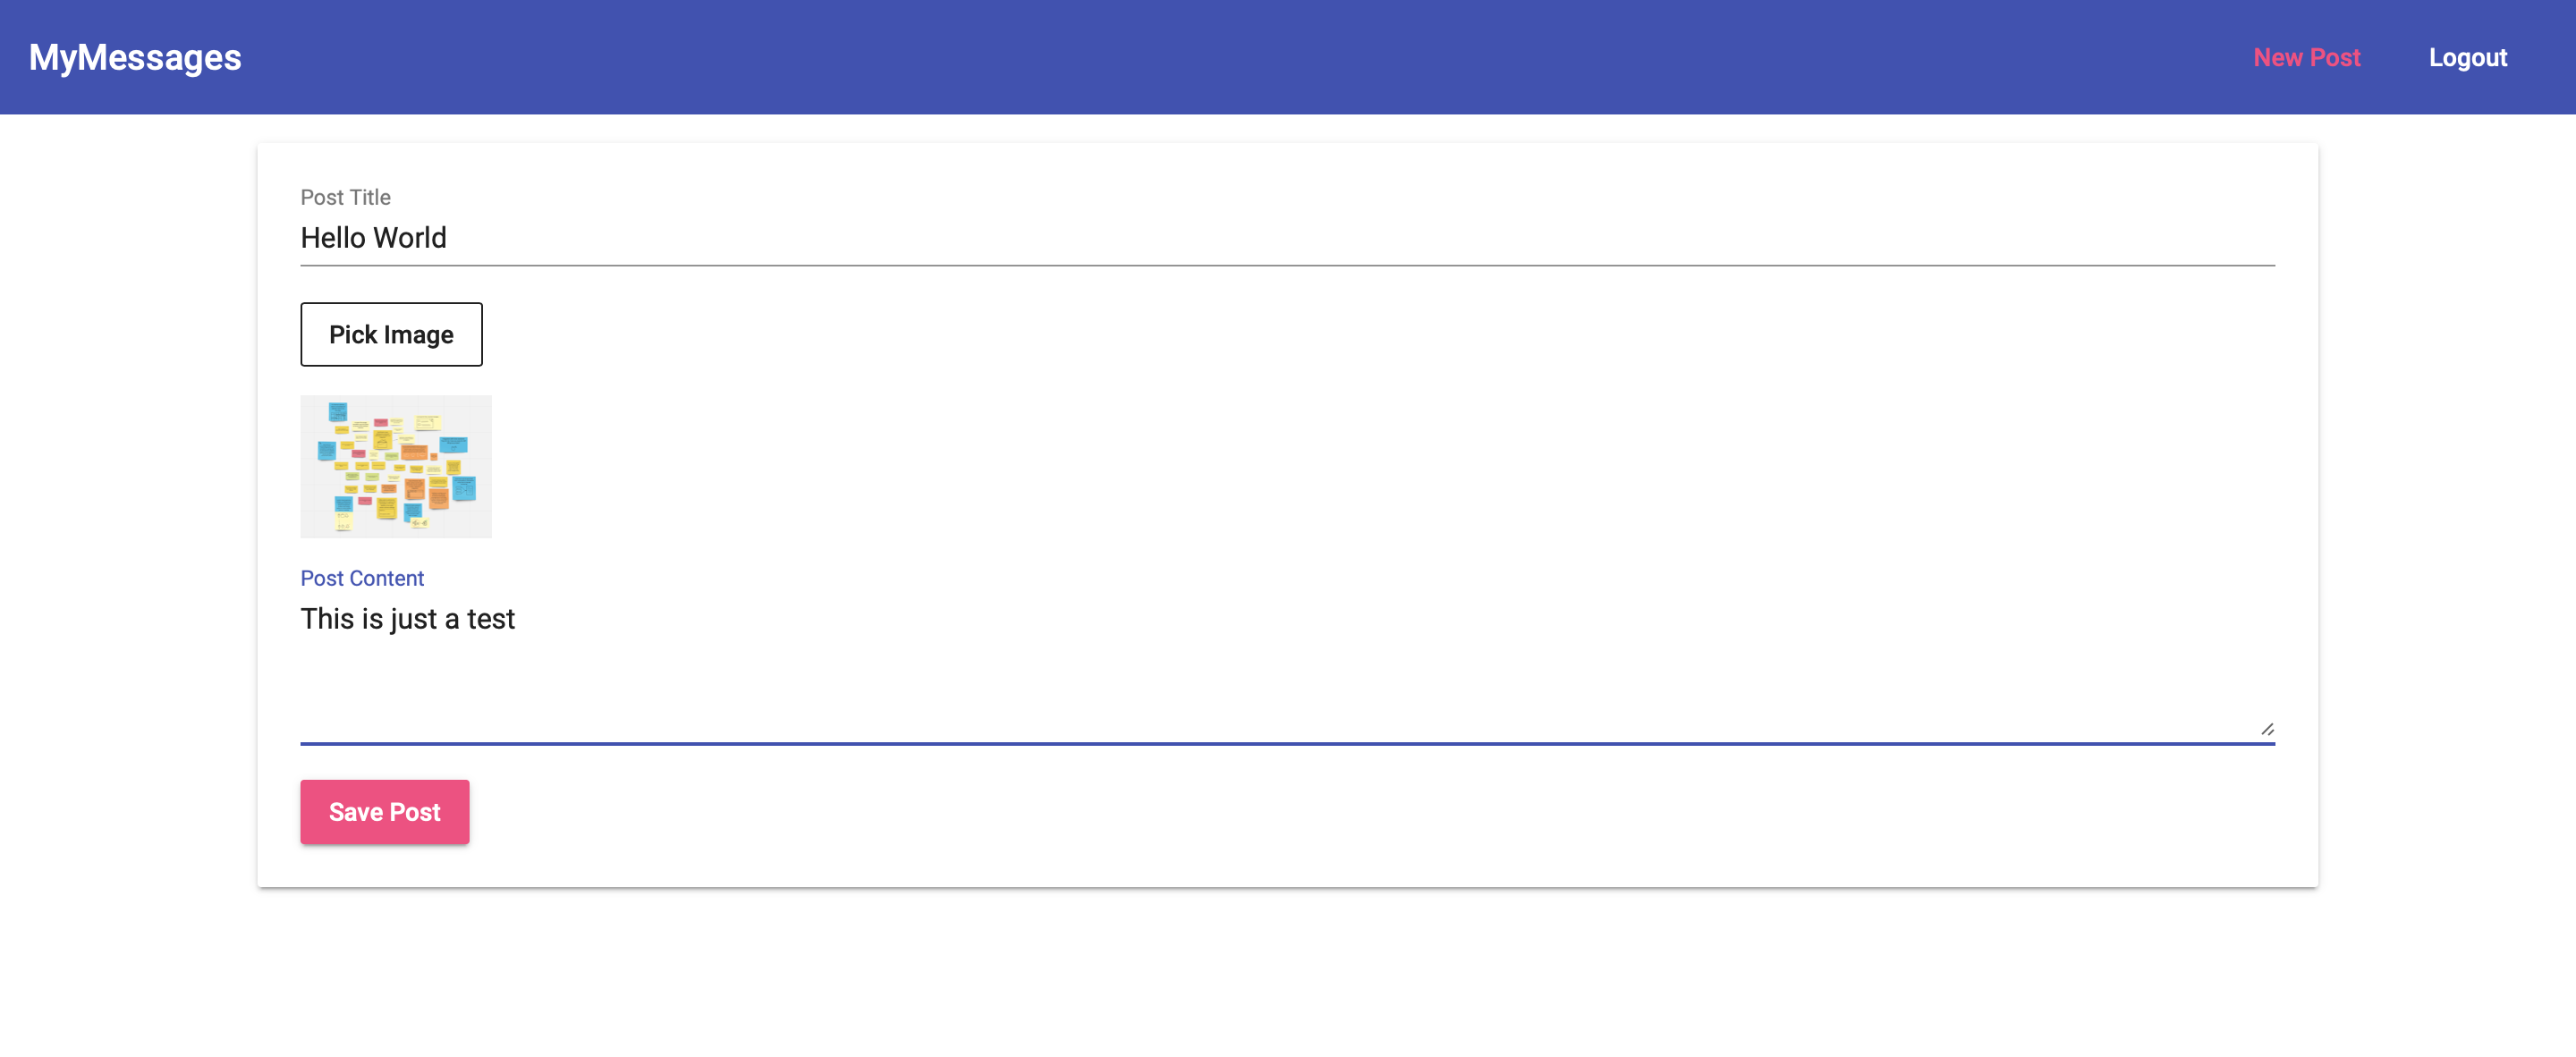 MyMessages
New Post
Logout
Post Title
Hello World
Pick Image
Post Content
This is just a test
Save Post